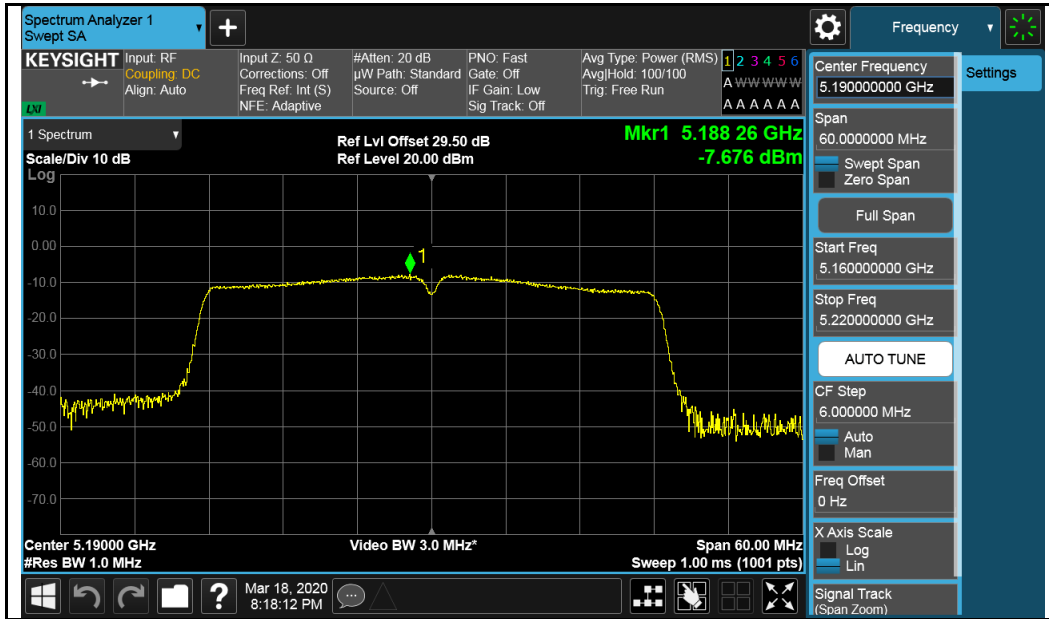 Spectrum Analyzer 1
Swept SA
+
Frequency
KEYSIGHT
Input: RF
Coupling: DC
Align: Auto
Input Z: 50 Ω
Corrections: Off
Freq Ref: Int (S)
NFE: Adaptive
#Atten: 20 dB
µW Path: Standard
Source: Off
PNO: Fast
Gate: Off
IF Gain: Low
Sig Track: Off
Avg Type: Power (RMS)
Avg|Hold: 100/100
Trig: Free Run
1 2 3 4 5 6
A W W W W W
A A A A A A
LXI
1 Spectrum
Scale/Div 10 dB
Log
Ref Lvl Offset 29.50 dB
Ref Level 20.00 dBm
Mkr1 5.188 26 GHz
-7.676 dBm
10.0
0.00
-10.0
-20.0
-30.0
-40.0
-50.0
-60.0
-70.0
1
Center 5.19000 GHz
#Res BW 1.0 MHz
Video BW 3.0 MHz*
Span 60.00 MHz
Sweep 1.00 ms (1001 pts)
Center Frequency
5.190000000 GHz
Settings
Span
60.0000000 MHz
Swept Span
Zero Span
Full Span
Start Freq
5.160000000 GHz
Stop Freq
5.220000000 GHz
AUTO TUNE
CF Step
6.000000 MHz
Auto
Man
Freq Offset
0 Hz
X Axis Scale
Log
Lin
Signal Track
(Span Zoom)
?
Mar 18, 2020
8:18:12 PM